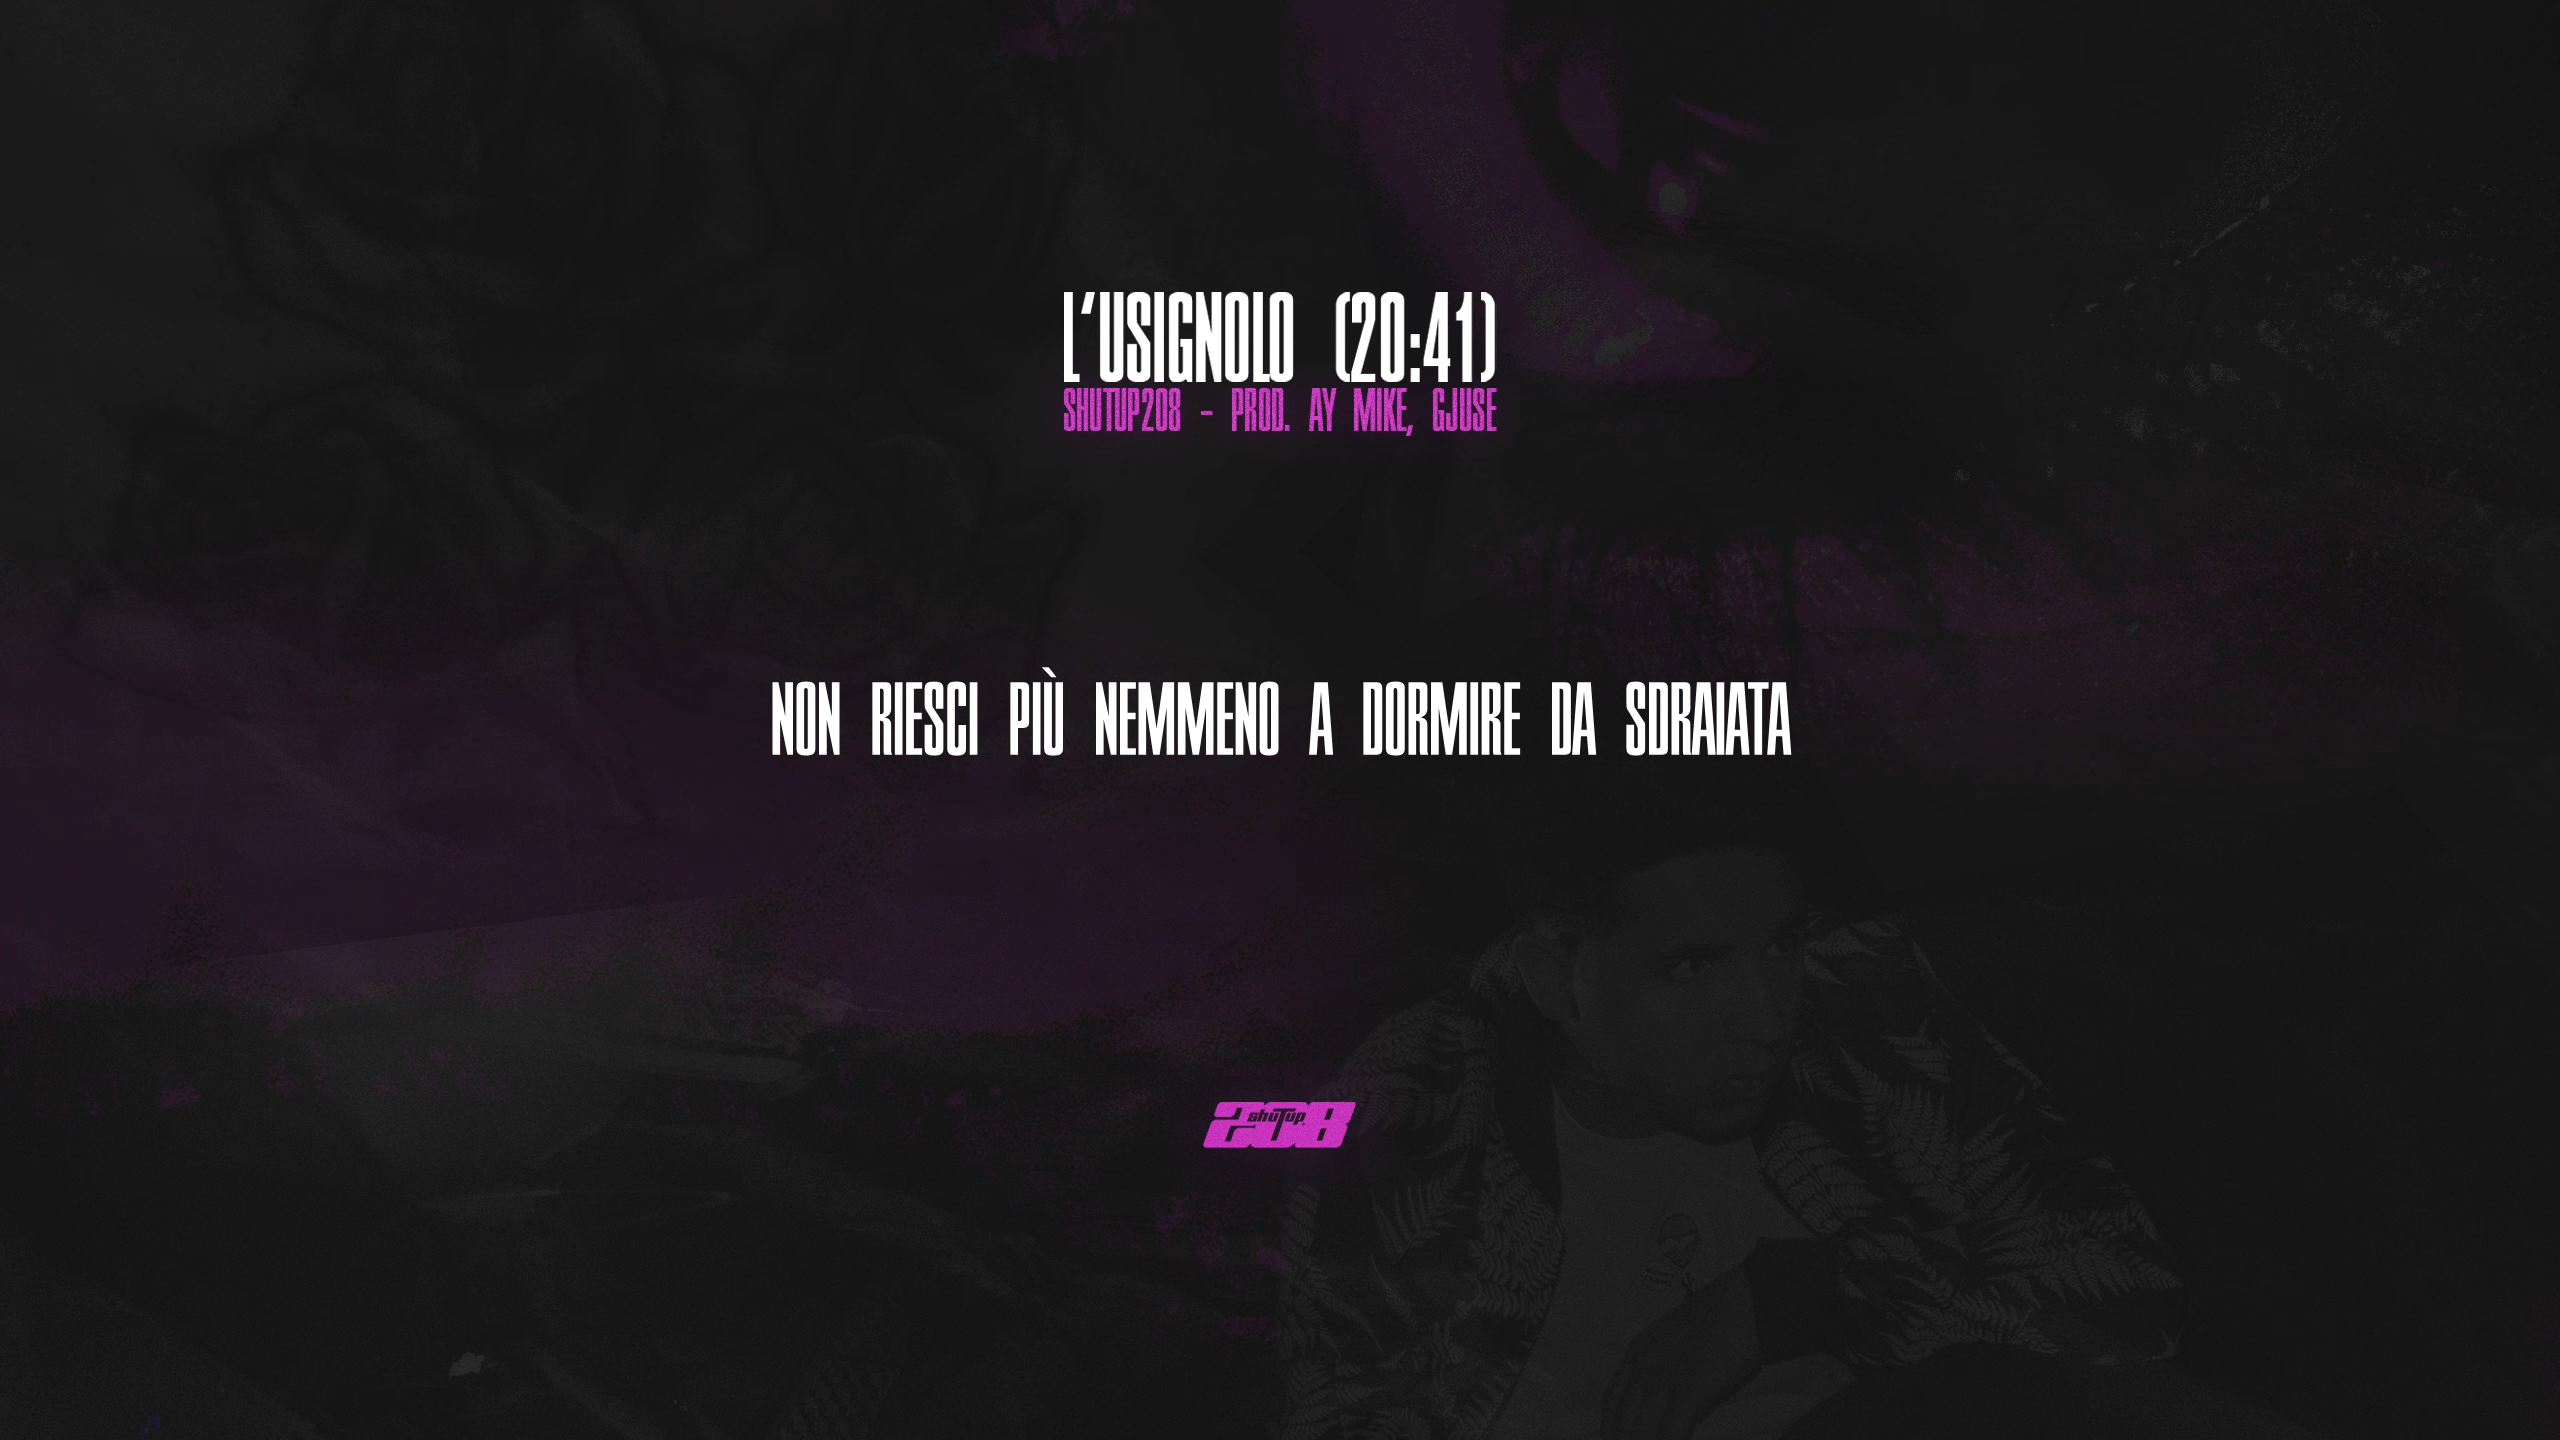 L'USIGNOLO (20:41)
SHUTUP208 - PROD. AY MIKE, GJUSE
NON RIESCI PIÙ NEMMENO A DORMIRE DA SDRAIATA
208
shuTup.